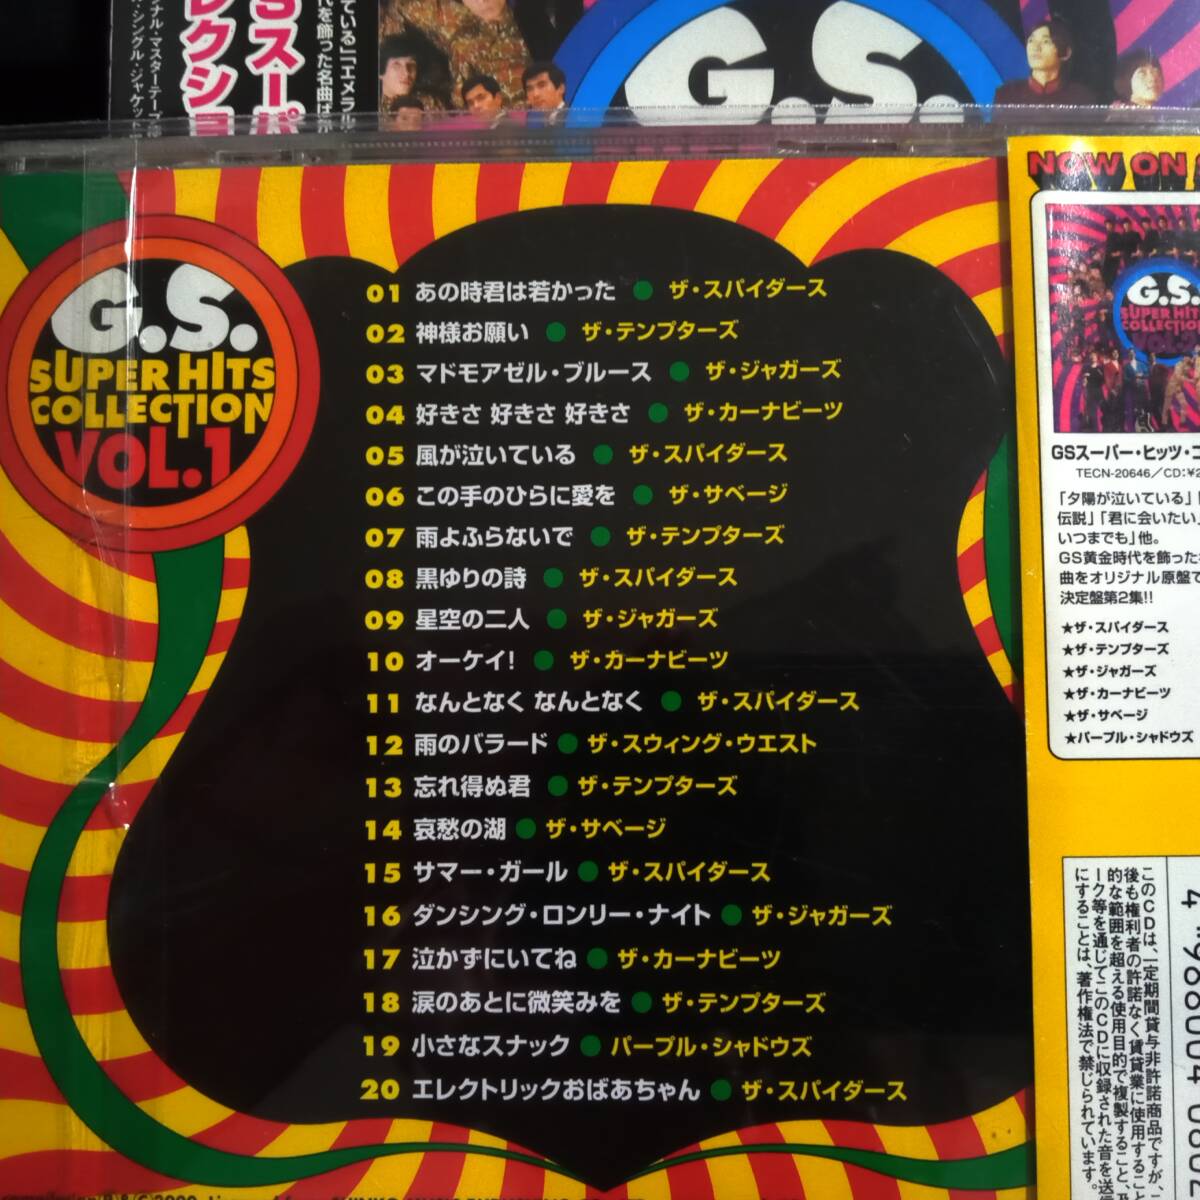 GSスーパ
レクショ
G.S.
G.S.
SUPER HITS
COLLECTION
VOL.1
01 あの時君は若かった ● ザ・スパイダース
02 神様お願い ● ザ・テンプターズ
03 マドモアゼル・ブルース ● ザ・ジャガーズ
04 好きさ 好きさ 好きさ ● ザ・カーナビーツ
05 風が泣いている ● ザ・スパイダース
06 この手のひらに愛を ● ザ・サベージ
07 雨よふらないで ● ザ・テンプターズ
08 黒ゆりの詩 ● ザ・スパイダース
09 星空の二人 ● ザ・ジャガーズ
10 オーケイ! ● ザ・カーナビーツ
11 なんとなく なんとなく ● ザ・スパイダース
12 雨のバラード ● ザ・スウィング・ウエスト
13 忘れ得ぬ君 ● ザ・テンプターズ
14 哀愁の湖 ● ザ・サベージ
15 サマー・ガール ● ザ・スパイダース
16 ダンシング・ロンリー・ナイト ● ザ・ジャガーズ
17 泣かずにいてね ● ザ・カーナビーツ
18 涙のあとに微笑みを ● ザ・テンプターズ
19 小さなスナック ● パープル・シャドウズ
20 エレクトリックおばあちゃん ● ザ・スパイダース
NOW ON
G.S.
SUPER HITS
COLLECTION
VOL.2
GSスーパー・ヒッツ・コ
TECN-20646／CD:¥2
「夕陽が泣いている」
伝説」「君に会いたい」
いつまでも」他。
GS黄金時代を飾った
曲をオリジナル原盤で
決定盤第2集!!
★ザ・スパイダース
★ザ・テンプターズ
★ザ・ジャガーズ
★ザ・カーナビーツ
★ザ・サベージ
★パープル・シャドウズ
このCDは、一定期間貸与非許諾商品ですが、
後も権利者の許諾なく賃貸業に使用すること
的な範囲を超える使用目的で複製すること、
ーク等を通じてこのCDに収録された音を送
にすることは、著作権法で禁じられています。
4 988004 08